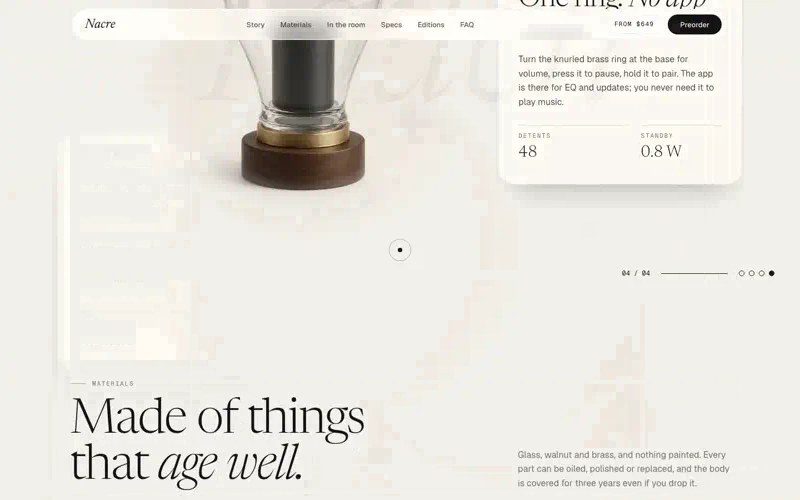 One ring. No app
Nacre
Story
Materials
In the room
Specs
Editions
FAQ
FROM $649
Preorder
Turn the knurled brass ring at the base for
volume, press it to pause, hold it to pair. The app
is there for EQ and updates; you never need it to
play music.
DETENTS
48
STANDBY
0.8 W
04 / 04
MATERIALS
Made of things
that age well.
Glass, walnut and brass, and nothing painted. Every
part can be oiled, polished or replaced, and the body
is covered for three years even if you drop it.